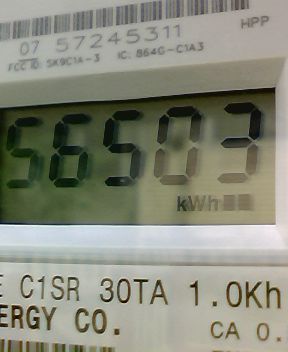 07 57245311
HPP
FCC ID: SK9C1A-3 IC: 864G-C1A3
56503
kWh
E C1SR 30TA 1.0Kh
ERGY CO.
CA 0.